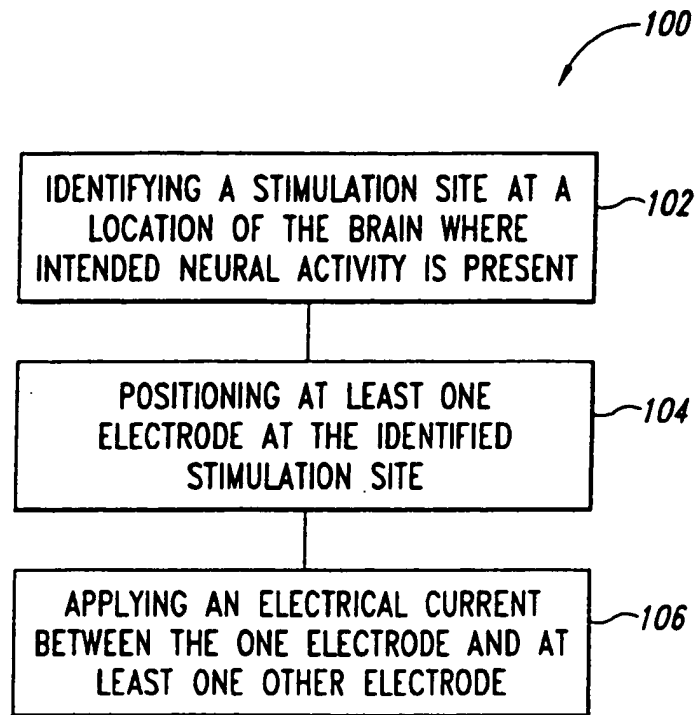 100
IDENTIFYING A STIMULATION SITE AT A
LOCATION OF THE BRAIN WHERE
INTENDED NEURAL ACTIVITY IS PRESENT
102
POSITIONING AT LEAST ONE
ELECTRODE AT THE IDENTIFIED
STIMULATION SITE
104
APPLYING AN ELECTRICAL CURRENT
BETWEEN THE ONE ELECTRODE AND AT
LEAST ONE OTHER ELECTRODE
106